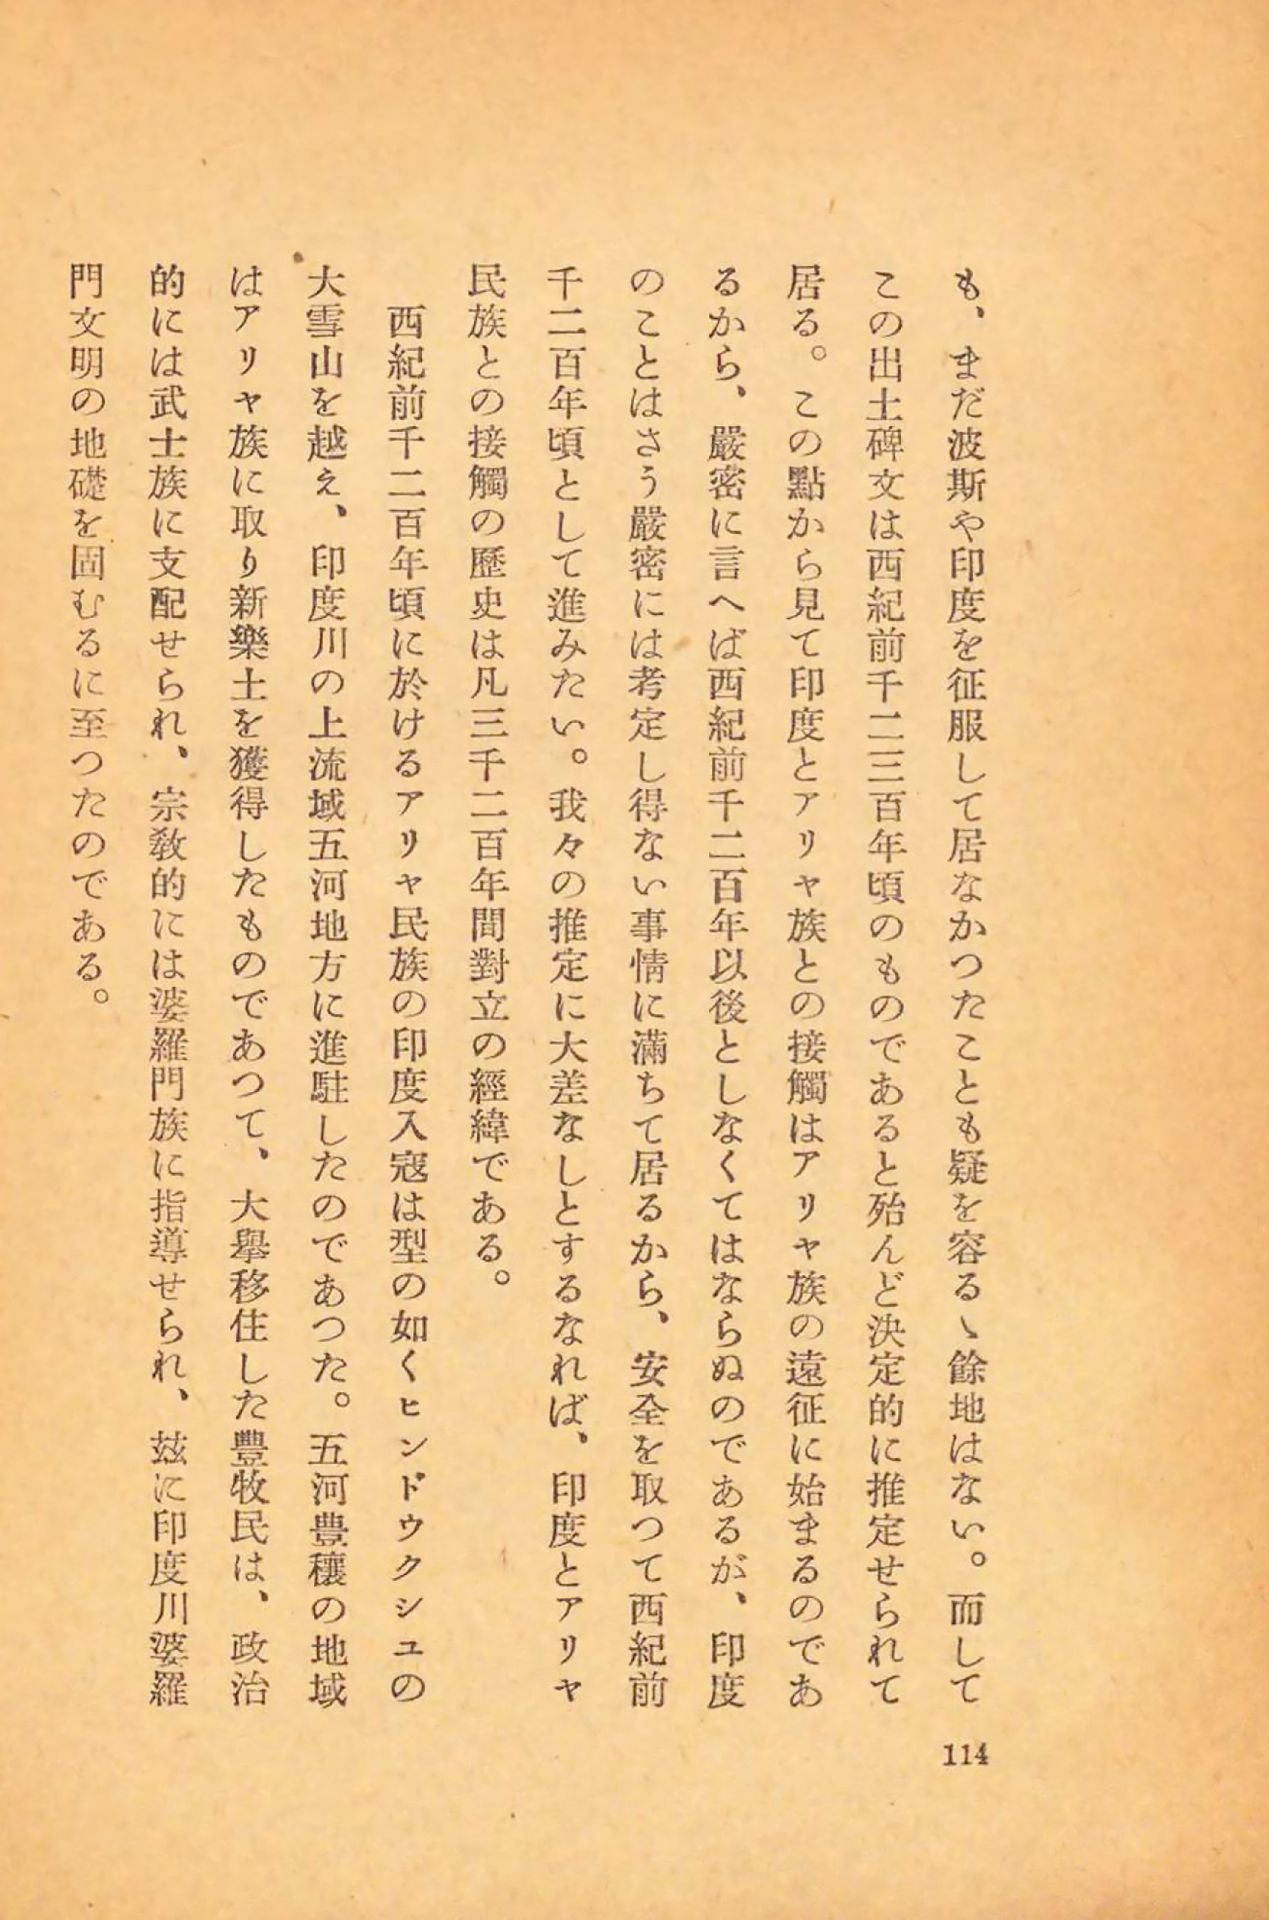 も、まだ波斯や印度を征服して居なかつたことも疑を容るゝ餘地はない。而して
この出土碑文は西紀前千二三百年頃のものであると殆んど決定的に推定せられて
居る。この點から見て印度とアリヤ族との接觸はアリヤ族の遠征に始まるのであ
るから、嚴密に言へば西紀前千二百年以後としなくてはならぬのであるが、印度
のことはさう嚴密には考定し得ない事情に滿ちて居るから、安全を取つて西紀前
千二百年頃として進みたい。我々の推定に大差なしとするなれば、印度とアリヤ
民族との接觸の歷史は凡三千二百年間對立の經緯である。
西紀前千二百年頃に於けるアリヤ民族の印度入寇は型の如くヒンドウクシユの
大雪山を越え、印度川の上流域五河地方に進駐したのであつた。五河豊穰の地域
はアリヤ族に取り新樂土を獲得したものであつて、大擧移住した豐牧民は、政治
的には武士族に支配せられ、宗敎的には婆羅門族に指導せられ、玆に印度川婆羅
門文明の地礎を固むるに至つたのである。
114